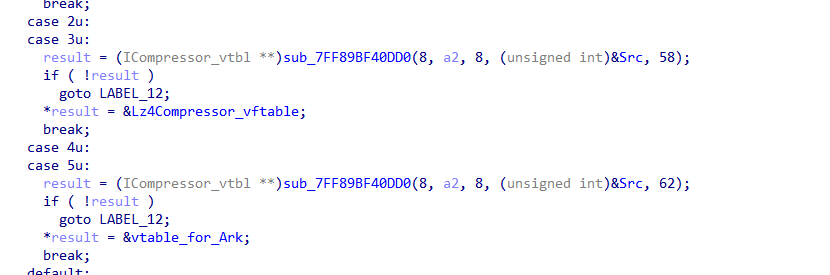 break;
case 2u:
case 3u:
result = (ICompressor_vtbl **)sub_7FF89BF40DD0(8, a2, 8, (unsigned int)&Src, 58);
if ( !result )
goto LABEL_12;
*result = &Lz4Compressor_vftable;
break;
case 4u:
case 5u:
result = (ICompressor_vtbl **)sub_7FF89BF40DD0(8, a2, 8, (unsigned int)&Src, 62);
if ( !result )
goto LABEL_12;
*result = &vtable_for_Ark;
break;
default: